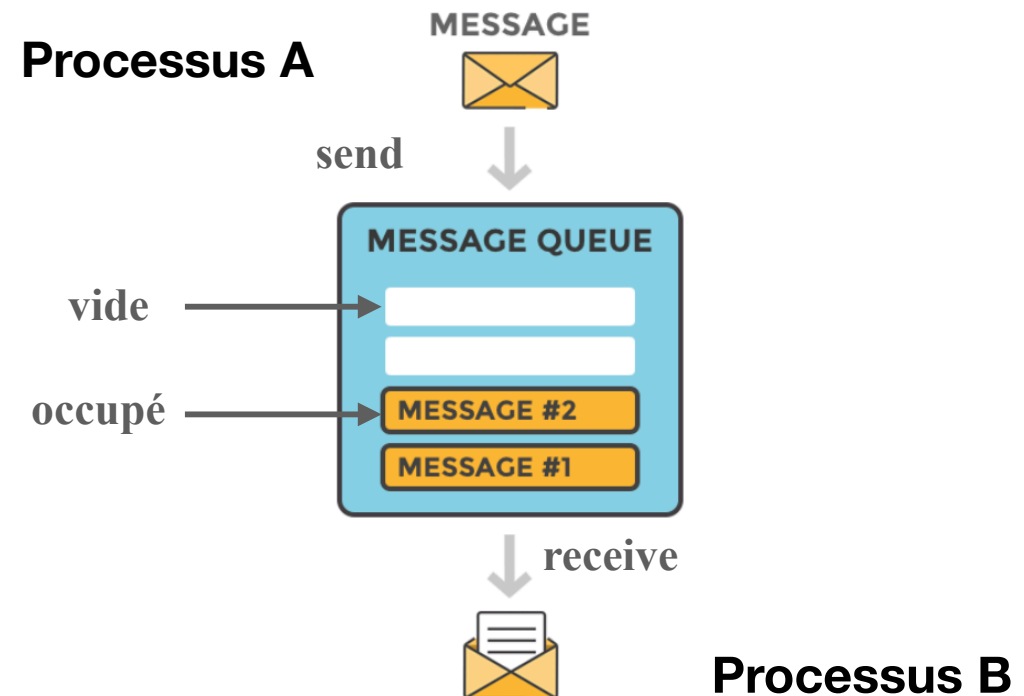 MESSAGE
Processus A
send
MESSAGE QUEUE
vide
occupé
MESSAGE #2
MESSAGE #1
receive
Processus B